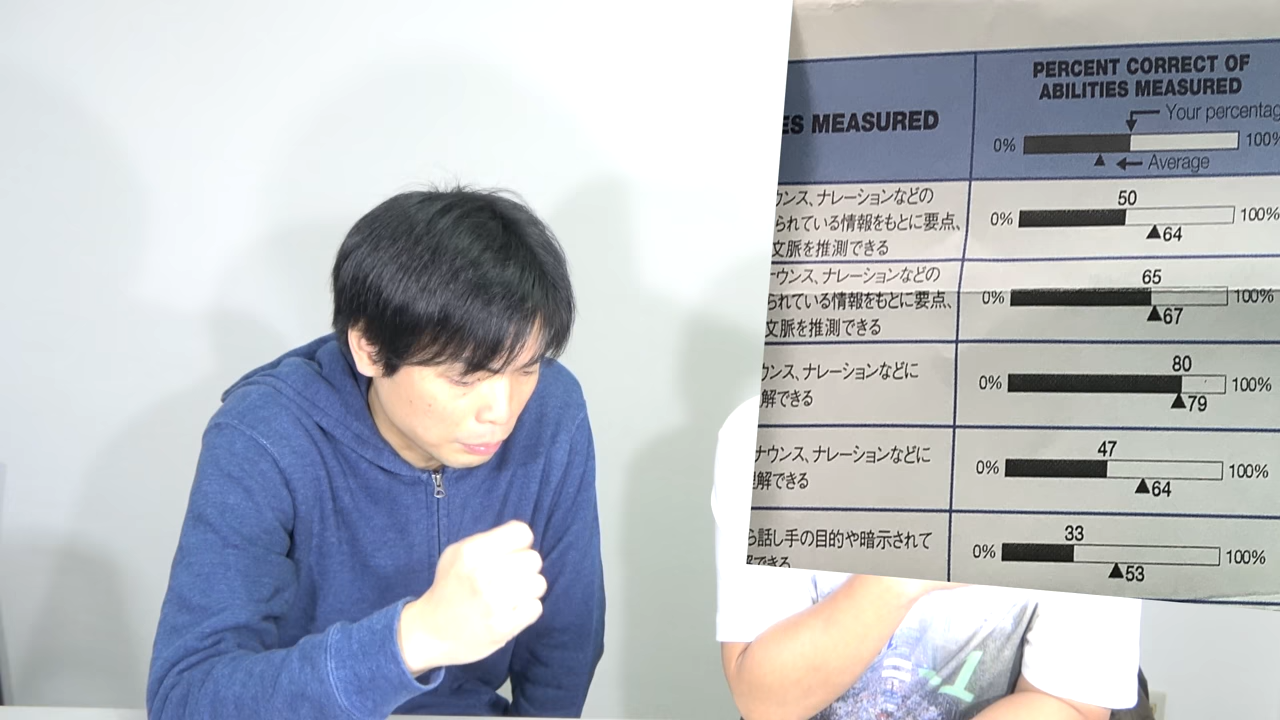 ES MEASURED
PERCENT CORRECT OF
ABILITIES MEASURED
Your percentag
0% 100%
Average
ウンス、ナレーションなどの
られている情報をもとに要点、
文脈を推測できる
50
0% 100%
64
ナウンス、ナレーションなどの
られている情報をもとに要点、
文脈を推測できる
65
0% 100%
67
ウンス、ナレーションなどに
解できる
80
0% 100%
79
ナウンス、ナレーションなどに
理解できる
47
0% 100%
64
ら話し手の目的や暗示されて
できる
33
0% 100%
53